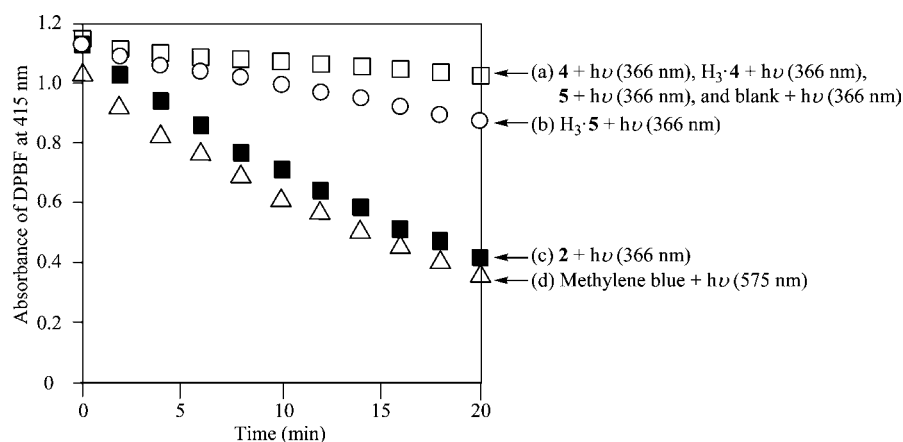 1.2
1.0
0.8
0.6
0.4
0.2
0
Absorbance of DPBF at 415 nm
0
5
10
15
20
Time (min)
(a) 4 + hυ (366 nm), H₃·4 + hυ (366 nm),
5 + hυ (366 nm), and blank + hυ (366 nm)
(b) H₃·5 + hυ (366 nm)
(c) 2 + hυ (366 nm)
(d) Methylene blue + hυ (575 nm)